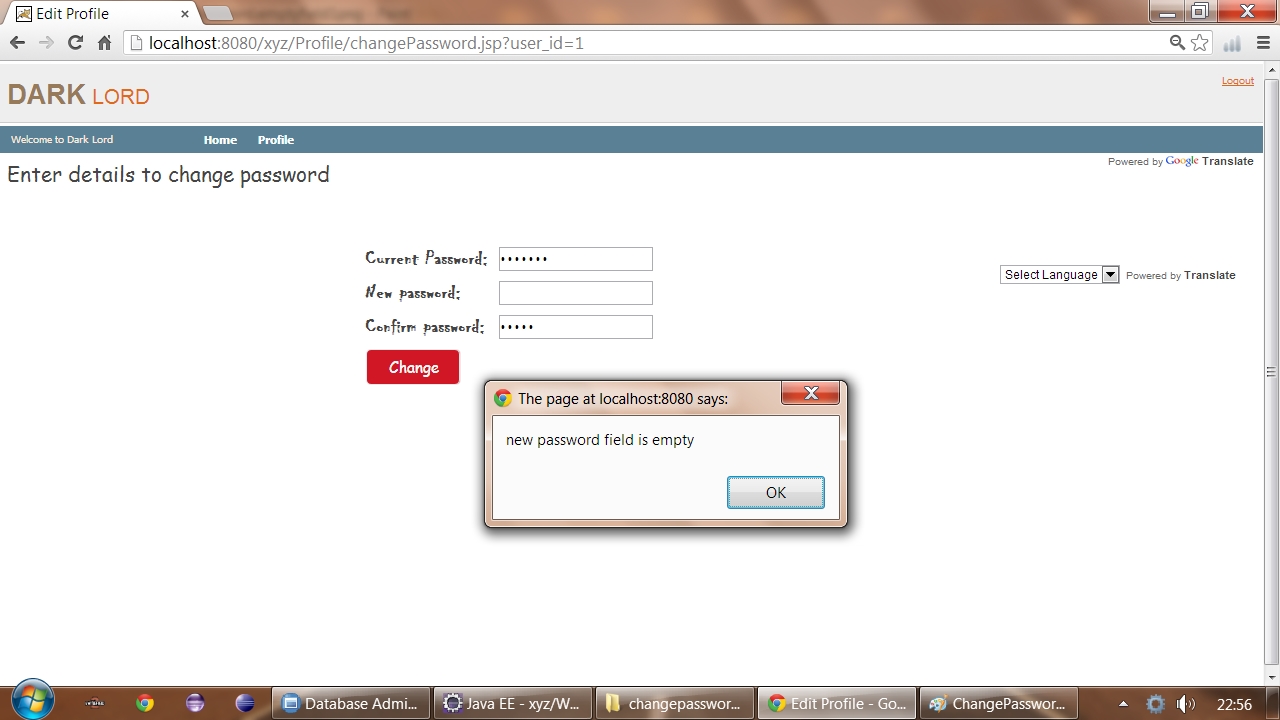 Edit Profile
localhost:8080/xyz/Profile/changePassword.jsp?user_id=1
DARK LORD
Logout
Welcome to Dark Lord
Home
Profile
Powered by Google Translate
Enter details to change password
Current Password:
Select Language
Powered by Translate
New password:
Confirm password:
Change
The page at localhost:8080 says:
new password field is empty
OK
Database Admi...
Java EE - xyz/W...
changepasswor...
Edit Profile - Go...
ChangePasswor...
22:56